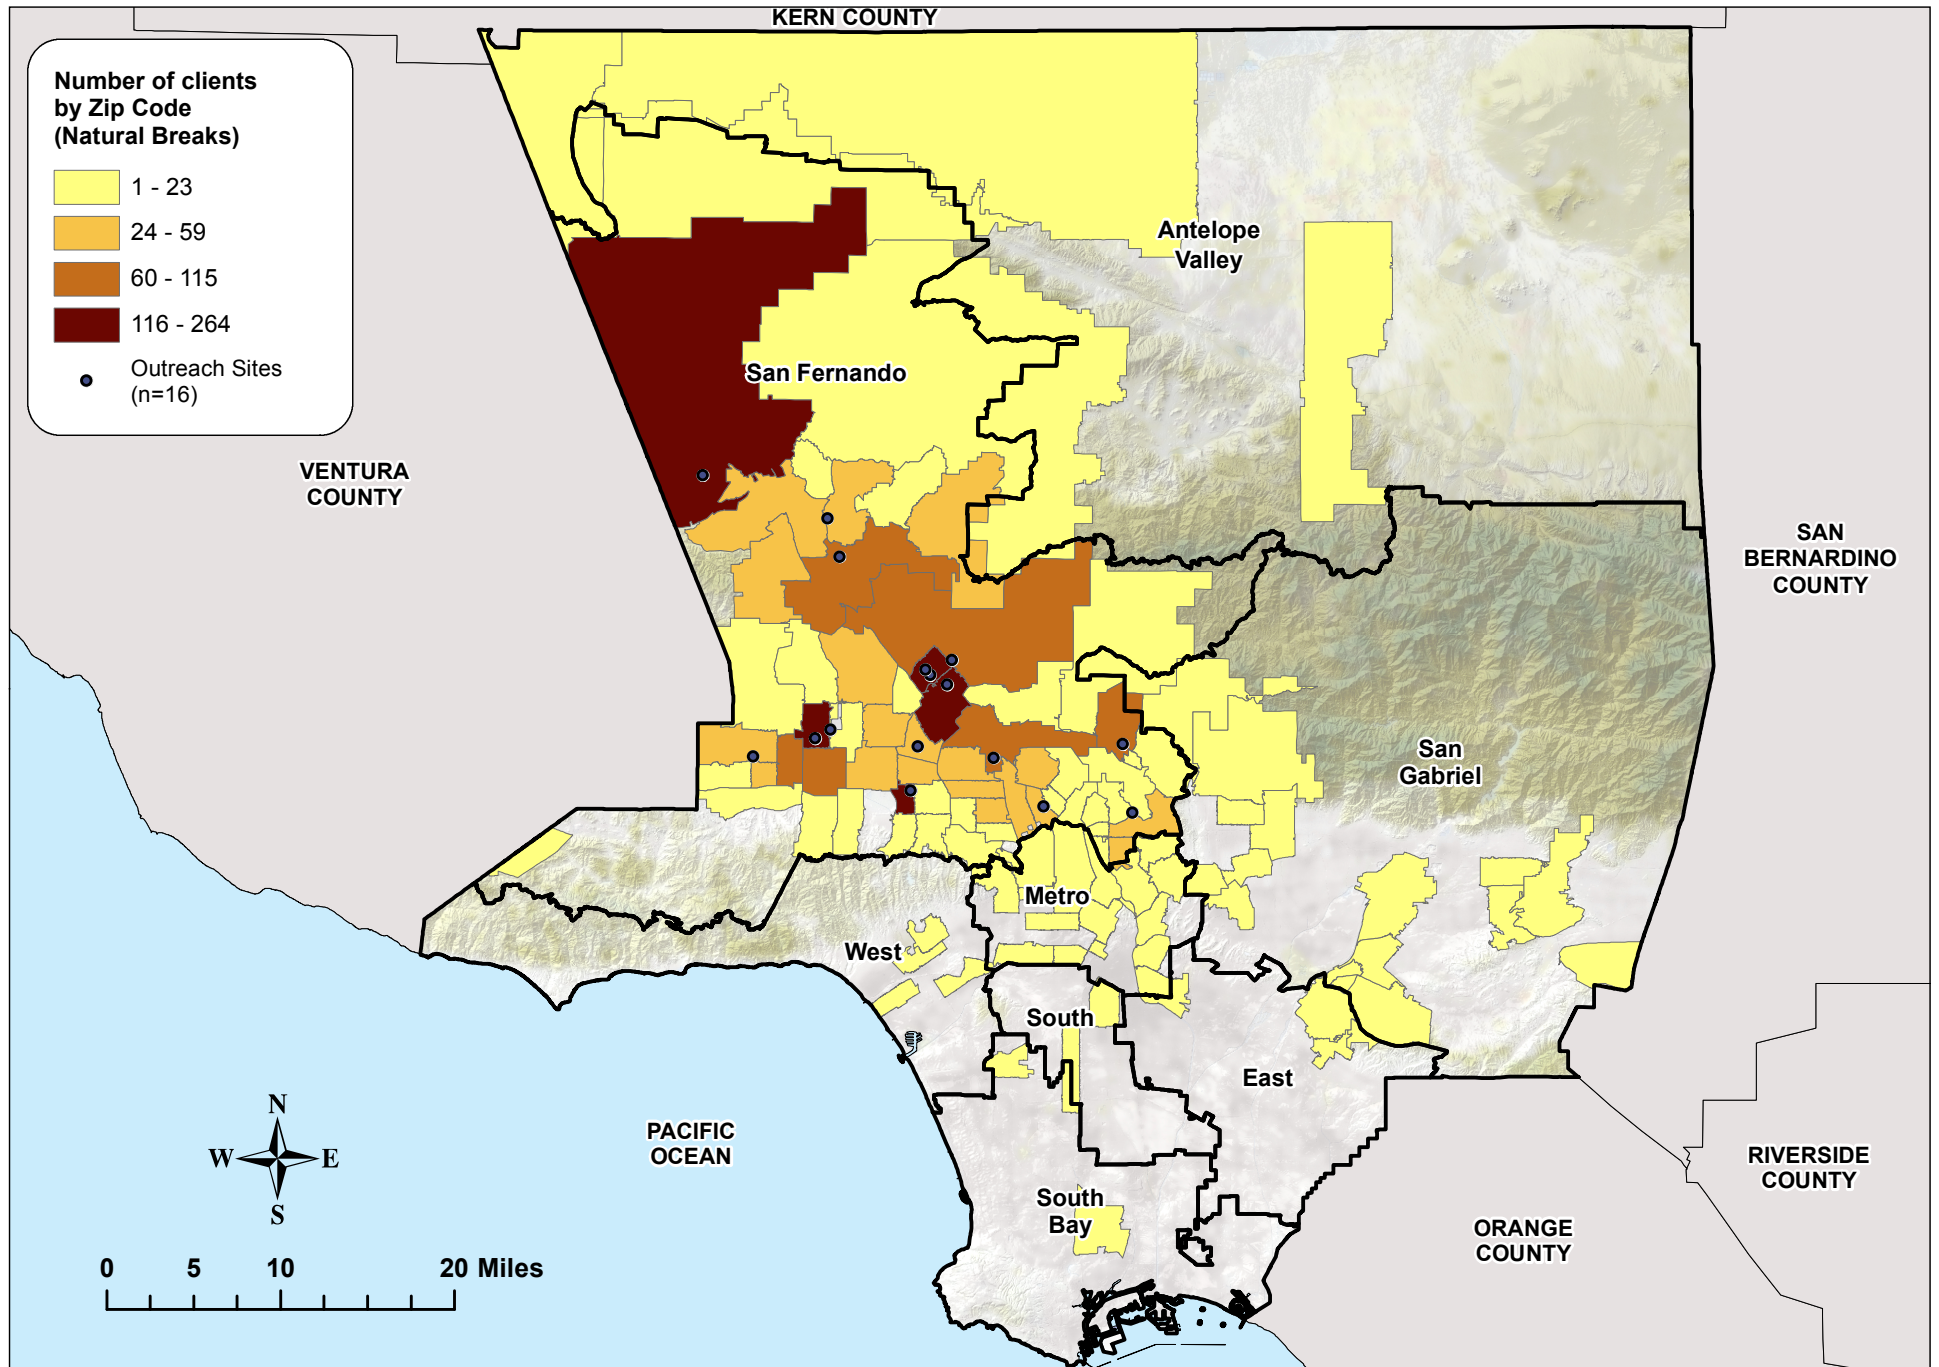 KERN COUNTY
Number of clients
by Zip Code
(Natural Breaks)
1 - 23
24 - 59
60 - 115
116 - 264
Outreach Sites
(n=16)
Antelope
Valley
San Fernando
VENTURA
COUNTY
SAN
BERNARDINO
COUNTY
San
Gabriel
Metro
West
South
East
PACIFIC
OCEAN
South
Bay
RIVERSIDE
COUNTY
ORANGE
COUNTY
N
W E
S
0 5 10 20 Miles